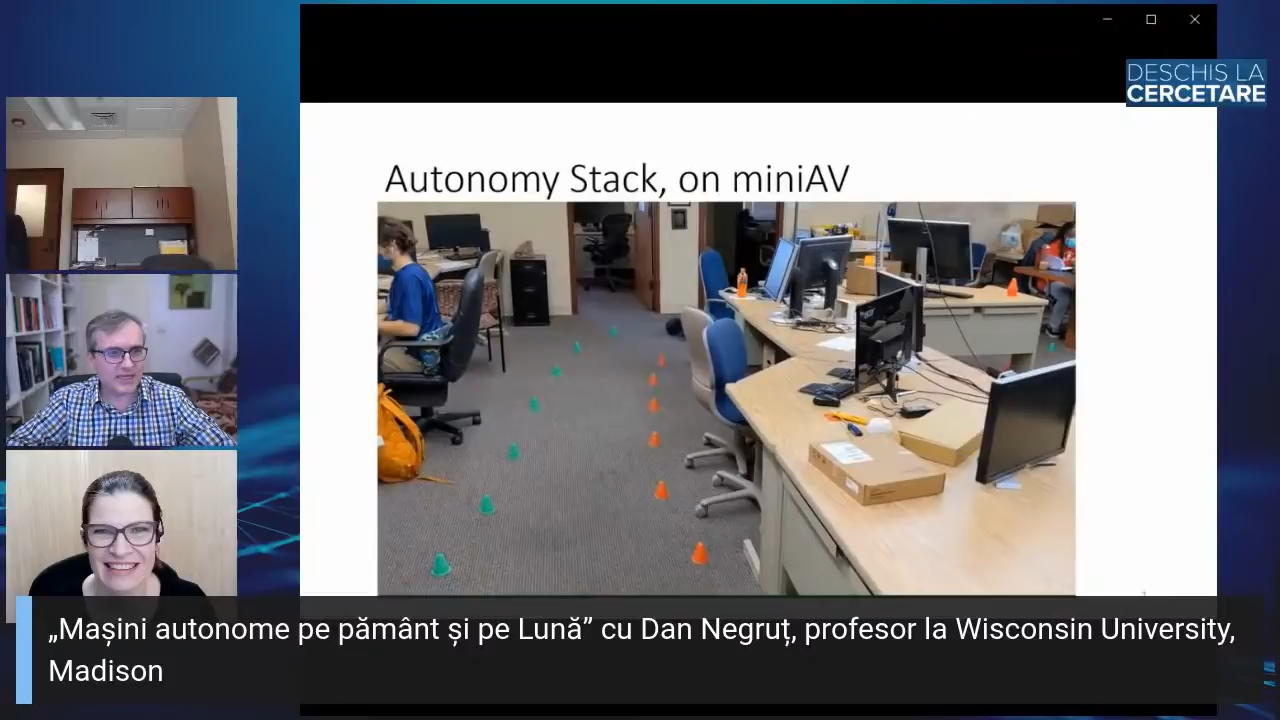 DESCHIS LA
CERCETARE
Autonomy Stack, on miniAV
„Mașini autonome pe pământ și pe Lună” cu Dan Negruț, profesor la Wisconsin University,
Madison